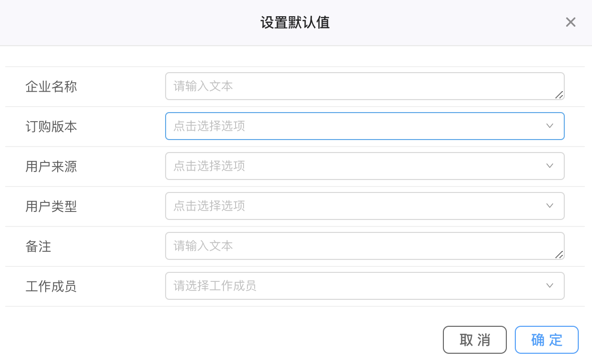 设置默认值
企业名称 请输入文本
订购版本 点击选择选项
用户来源 点击选择选项
用户类型 点击选择选项
备注 请输入文本
工作成员 请选择工作成员
取消 确定